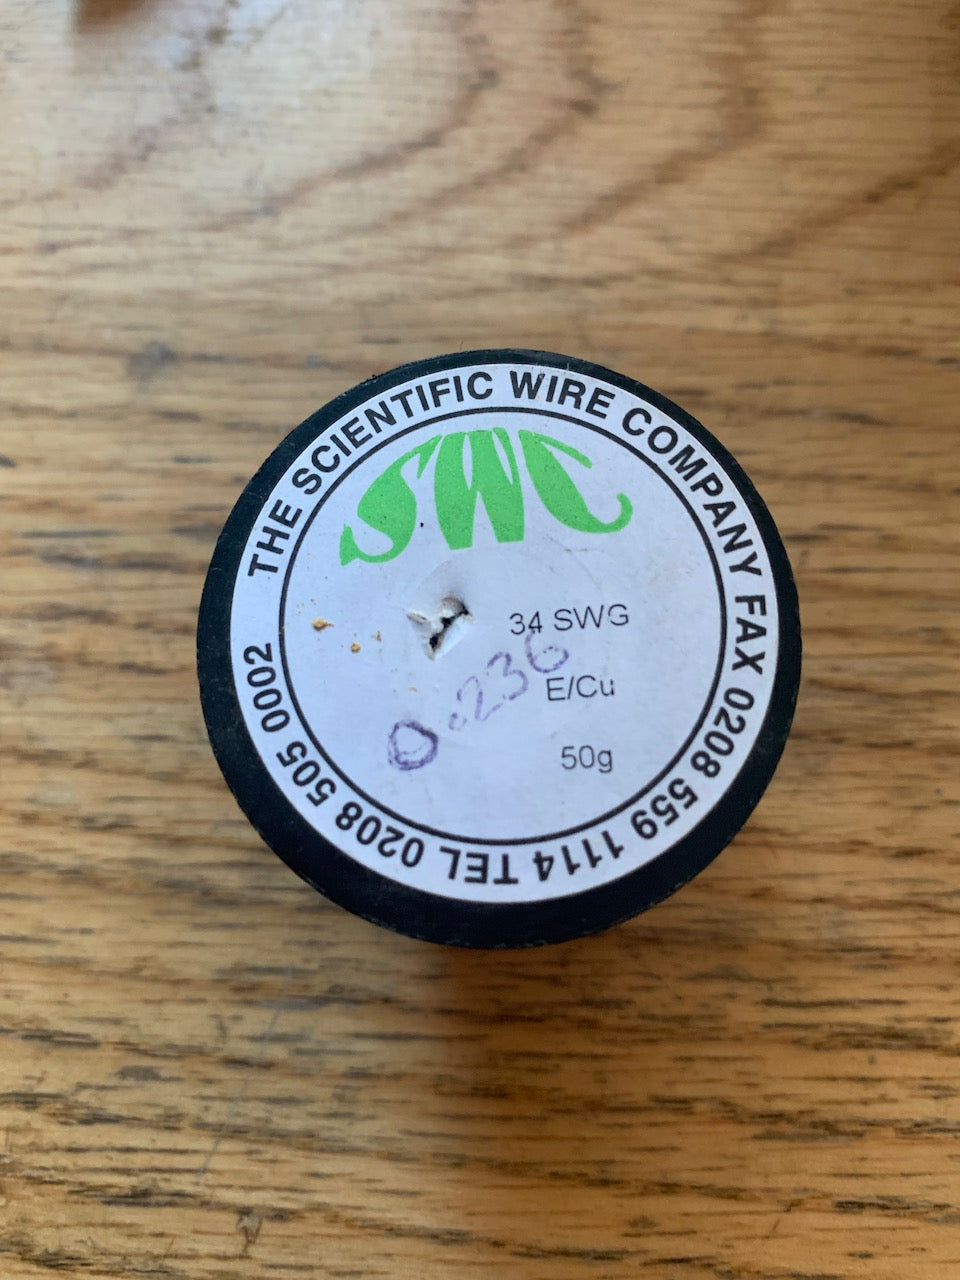 THE SCIENTIFIC WIRE COMPANY FAX 0208 559 1114 TEL 0208 505 0002
SWC
34 SWG
0.236
E/Cu
50g